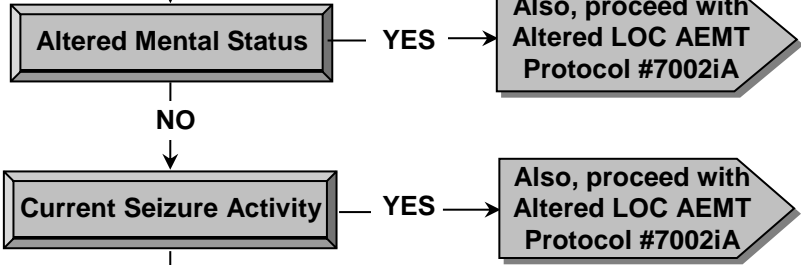 Also, proceed with
Altered Mental Status YES Altered LOC AEMT
Protocol #7002iA
NO
Also, proceed with
Current Seizure Activity YES Altered LOC AEMT
Protocol #7002iA